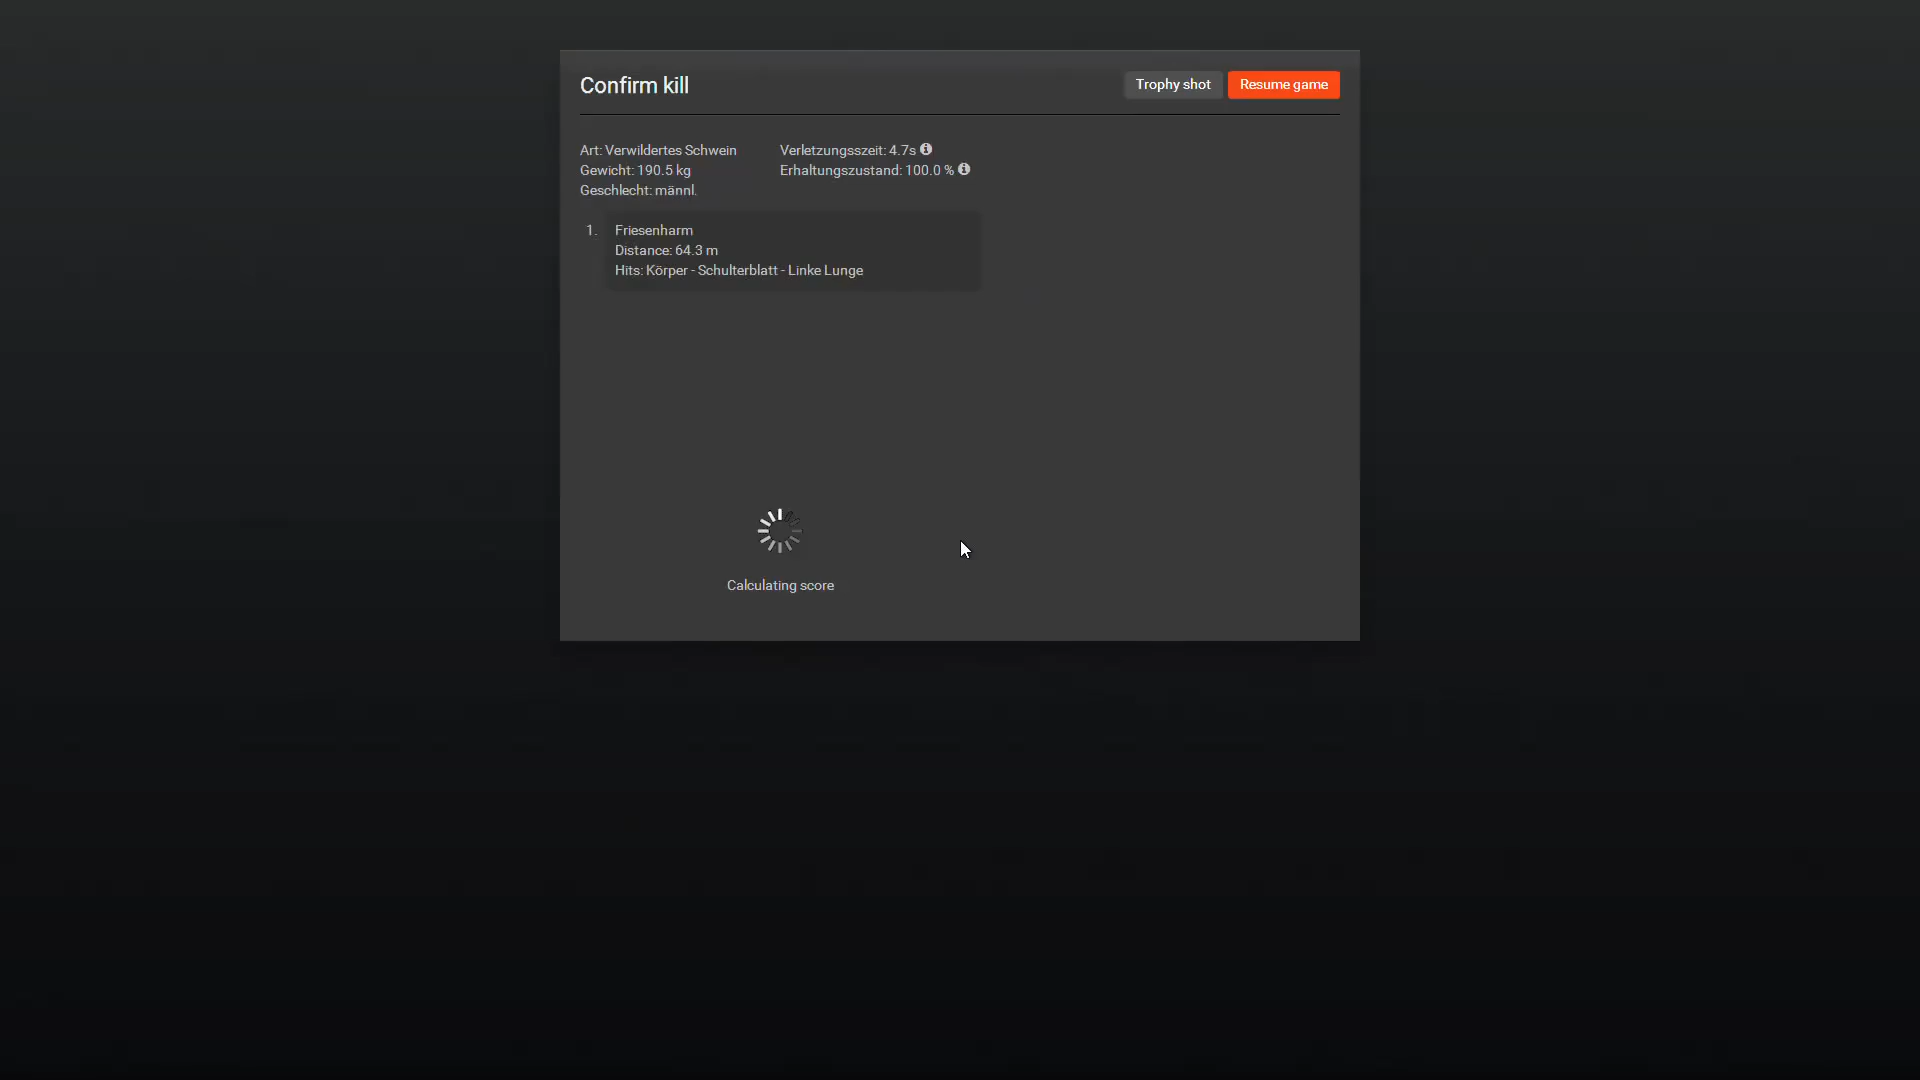 Confirm kill
Trophy shot
Resume game
Art: Verwildertes Schwein
Gewicht: 190.5 kg
Geschlecht: männl.
Verletzungsszeit: 4.7s
Erhaltungszustand: 100.0 %
1.
Friesenharm
Distance: 64.3 m
Hits: Körper - Schulterblatt - Linke Lunge
Calculating score